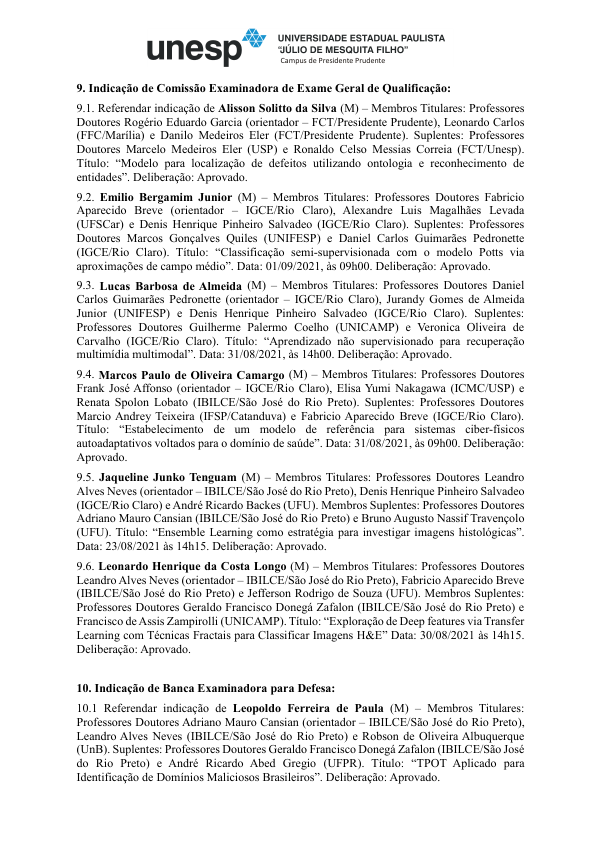 unesp
UNIVERSIDADE ESTADUAL PAULISTA
"JÚLIO DE MESQUITA FILHO"
Campus de Presidente Prudente
9. Indicação de Comissão Examinadora de Exame Geral de Qualificação:
9.1. Referendar indicação de Alisson Solitto da Silva (M) – Membros Titulares: Professores
Doutores Rogério Eduardo Garcia (orientador – FCT/Presidente Prudente), Leonardo Carlos
(FFC/Marília) e Danilo Medeiros Eler (FCT/Presidente Prudente). Suplentes: Professores
Doutores Marcelo Medeiros Eler (USP) e Ronaldo Celso Messias Correia (FCT/Unesp).
Título: “Modelo para localização de defeitos utilizando ontologia e reconhecimento de
entidades”. Deliberação: Aprovado.
9.2. Emilio Bergamim Junior (M) – Membros Titulares: Professores Doutores Fabricio
Aparecido Breve (orientador – IGCE/Rio Claro), Alexandre Luis Magalhães Levada
(UFSCar) e Denis Henrique Pinheiro Salvadeo (IGCE/Rio Claro). Suplentes: Professores
Doutores Marcos Gonçalves Quiles (UNIFESP) e Daniel Carlos Guimarães Pedronette
(IGCE/Rio Claro). Título: “Classificação semi-supervisionada com o modelo Potts via
aproximações de campo médio”. Data: 01/09/2021, às 09h00. Deliberação: Aprovado.
9.3. Lucas Barbosa de Almeida (M) – Membros Titulares: Professores Doutores Daniel
Carlos Guimarães Pedronette (orientador – IGCE/Rio Claro), Jurandy Gomes de Almeida
Junior (UNIFESP) e Denis Henrique Pinheiro Salvadeo (IGCE/Rio Claro). Suplentes:
Professores Doutores Guilherme Palermo Coelho (UNICAMP) e Veronica Oliveira de
Carvalho (IGCE/Rio Claro). Título: “Aprendizado não supervisionado para recuperação
multimídia multimodal”. Data: 31/08/2021, às 14h00. Deliberação: Aprovado.
9.4. Marcos Paulo de Oliveira Camargo (M) – Membros Titulares: Professores Doutores
Frank José Affonso (orientador – IGCE/Rio Claro), Elisa Yumi Nakagawa (ICMC/USP) e
Renata Spolon Lobato (IBILCE/São José do Rio Preto). Suplentes: Professores Doutores
Marcio Andrey Teixeira (IFSP/Catanduva) e Fabricio Aparecido Breve (IGCE/Rio Claro).
Título: “Estabelecimento de um modelo de referência para sistemas ciber-físicos
autoadaptativos voltados para o domínio de saúde”. Data: 31/08/2021, às 09h00. Deliberação:
Aprovado.
9.5. Jaqueline Junko Tenguam (M) – Membros Titulares: Professores Doutores Leandro
Alves Neves (orientador – IBILCE/São José do Rio Preto), Denis Henrique Pinheiro Salvadeo
(IGCE/Rio Claro) e André Ricardo Backes (UFU). Membros Suplentes: Professores Doutores
Adriano Mauro Cansian (IBILCE/São José do Rio Preto) e Bruno Augusto Nassif Travençolo
(UFU). Título: “Ensemble Learning como estratégia para investigar imagens histológicas”.
Data: 23/08/2021 às 14h15. Deliberação: Aprovado.
9.6. Leonardo Henrique da Costa Longo (M) – Membros Titulares: Professores Doutores
Leandro Alves Neves (orientador – IBILCE/São José do Rio Preto), Fabricio Aparecido Breve
(IBILCE/São José do Rio Preto) e Jefferson Rodrigo de Souza (UFU). Membros Suplentes:
Professores Doutores Geraldo Francisco Donegá Zafalon (IBILCE/São José do Rio Preto) e
Francisco de Assis Zampirolli (UNICAMP). Título: “Exploração de Deep features via Transfer
Learning com Técnicas Fractais para Classificar Imagens H&E” Data: 30/08/2021 às 14h15.
Deliberação: Aprovado.
10. Indicação de Banca Examinadora para Defesa:
10.1 Referendar indicação de Leopoldo Ferreira de Paula (M) – Membros Titulares:
Professores Doutores Adriano Mauro Cansian (orientador – IBILCE/São José do Rio Preto),
Leandro Alves Neves (IBILCE/São José do Rio Preto) e Robson de Oliveira Albuquerque
(UnB). Suplentes: Professores Doutores Geraldo Francisco Donegá Zafalon (IBILCE/São José
do Rio Preto) e André Ricardo Abed Gregio (UFPR). Título: “TPOT Aplicado para
Identificação de Domínios Maliciosos Brasileiros”. Deliberação: Aprovado.